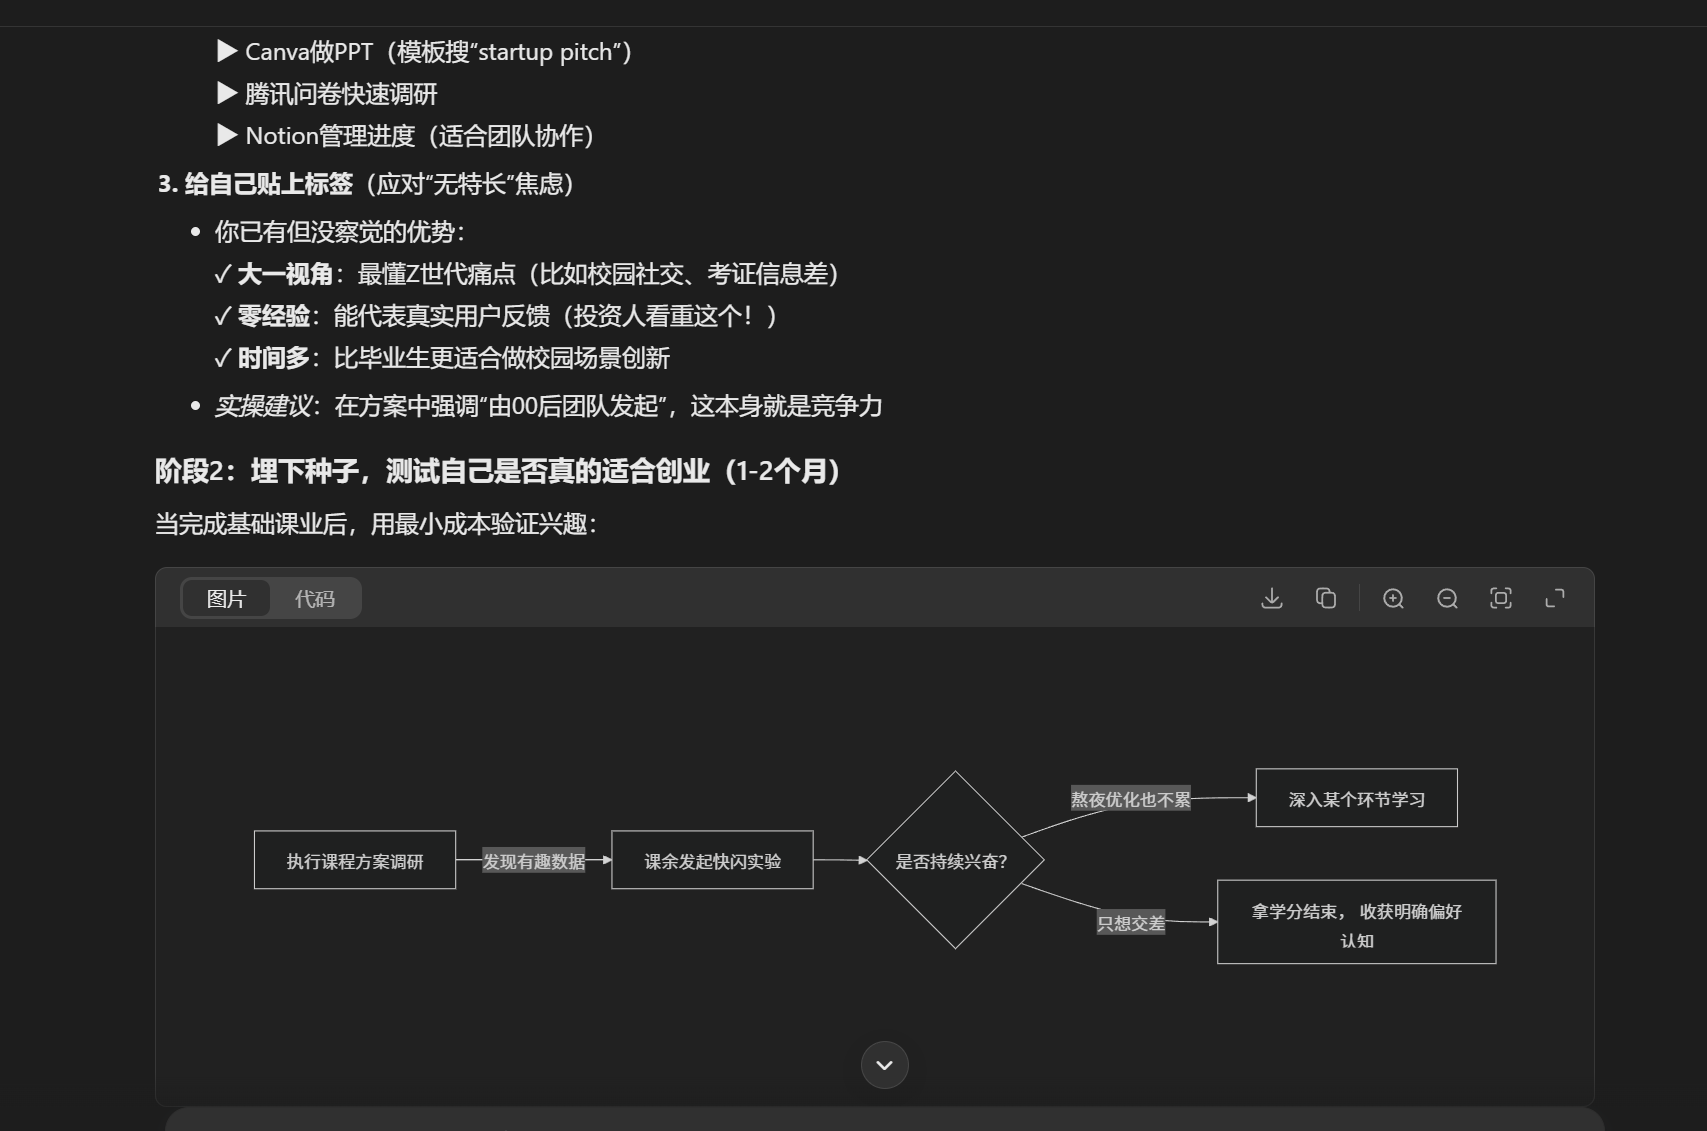 ▶ Canva做PPT（模板搜“startup pitch”）
▶ 腾讯问卷快速调研
▶ Notion管理进度（适合团队协作）
3. 给自己贴上标签（应对“无特长”焦虑）
• 你已有但没察觉的优势：
✓ 大一视角：最懂Z世代痛点（比如校园社交、考证信息差）
✓ 零经验：能代表真实用户反馈（投资人看重这个！）
✓ 时间多：比毕业生更适合做校园场景创新
• 实操建议：在方案中强调“由00后团队发起”，这本身就是竞争力
阶段2：埋下种子，测试自己是否真的适合创业（1-2个月）
当完成基础课业后，用最小成本验证兴趣：
图片 代码
执行课程方案调研
发现有趣数据
课余发起快闪实验
是否持续兴奋？
熬夜优化也不累
深入某个环节学习
只想交差
拿学分结束， 收获明确偏好
认知